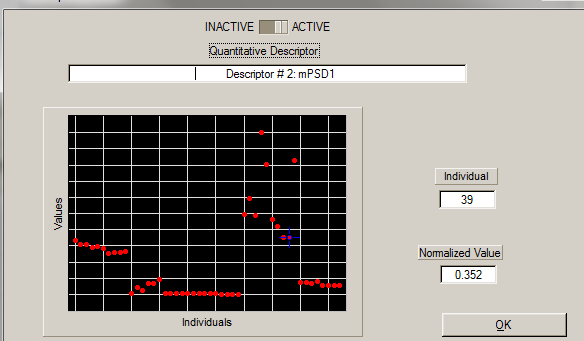 INACTIVE ACTIVE
Quantitative Descriptor
Descriptor # 2: mPSD1
Values
Individuals
Individual
39
Normalized Value
0.352
OK